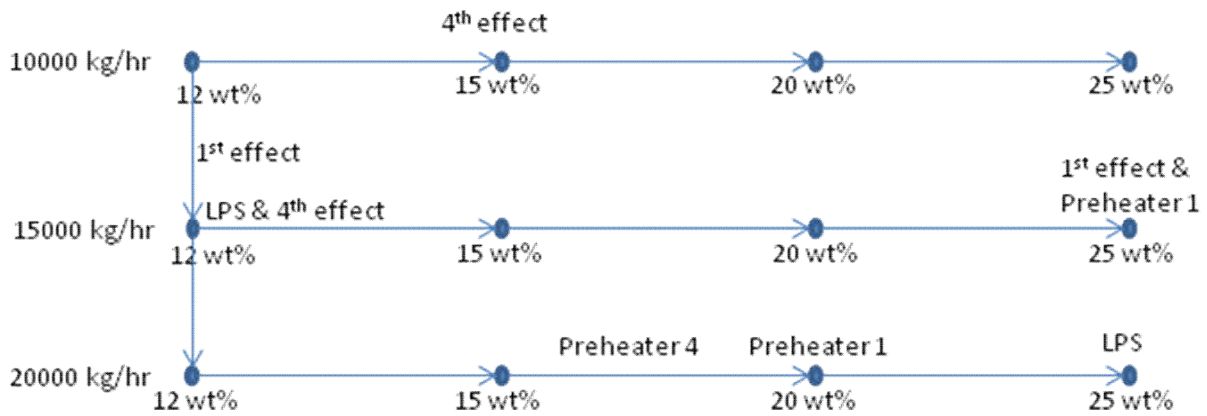 4th effect
10000 kg/hr
12 wt%
15 wt%
20 wt%
25 wt%
1st effect
1st effect &
Preheater 1
LPS & 4th effect
15000 kg/hr
12 wt%
15 wt%
20 wt%
25 wt%
Preheater 4
Preheater 1
LPS
20000 kg/hr
12 wt%
15 wt%
20 wt%
25 wt%